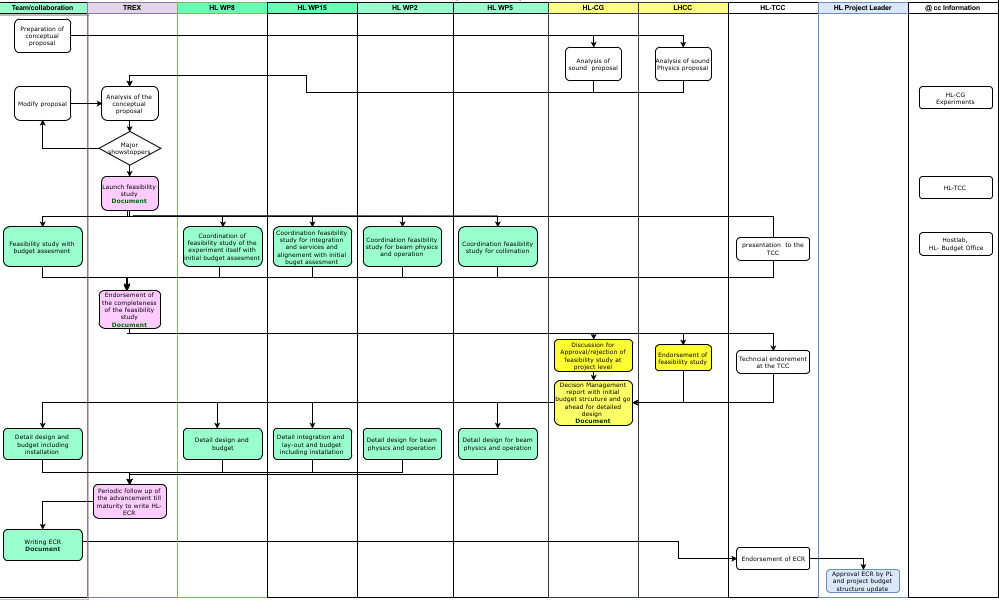 Team/collaboration
TREX
HL WP8
HL WP15
HL WP2
HL WP5
HL-CG
LHCC
HL-TCC
HL Project Leader
@ cc Information
Preparation of
conceptual
proposal
Analysis of
sound proposal
Analysis of sound
Physics proposal
Modify proposal
Analysis of the
conceptual
proposal
HL-CG
Experiments
Major
showstoppers
Launch feasibility
study
Document
HL-TCC
Feasibility study with
budget assesment
Coordination of
feasibility study of the
experiment itself with
initial budget assesment
Coordination feasibility
study for integration
and services and
alignement with initial
buget assesment
Coordination feasibility
study for beam physics
and operation
Coordination feasibility
study for collimation
presentation to the
TCC
Hostlab,
HL- Budget Office
Endorsement of
the completeness
of the feasibility
study
Document
Discussion for
Approval/rejection of
feasibility study at
project level
Endorsement of
feasibility study
Techncial endorement
at the TCC
Decison Management
report with initial
budget strcuture and go
ahead for detailed
design
Document
Detail design and
budget including
installation
Detail design and
budget
Detail integration and
lay-out and budget
including installation
Detail design for beam
physics and operation
Detail design for beam
physics and operation
Periodic follow up of
the advancement till
maturity to write HL-
ECR
Writing ECR
Document
Endorsement of ECR
Approval ECR by PL
and project budget
structure update